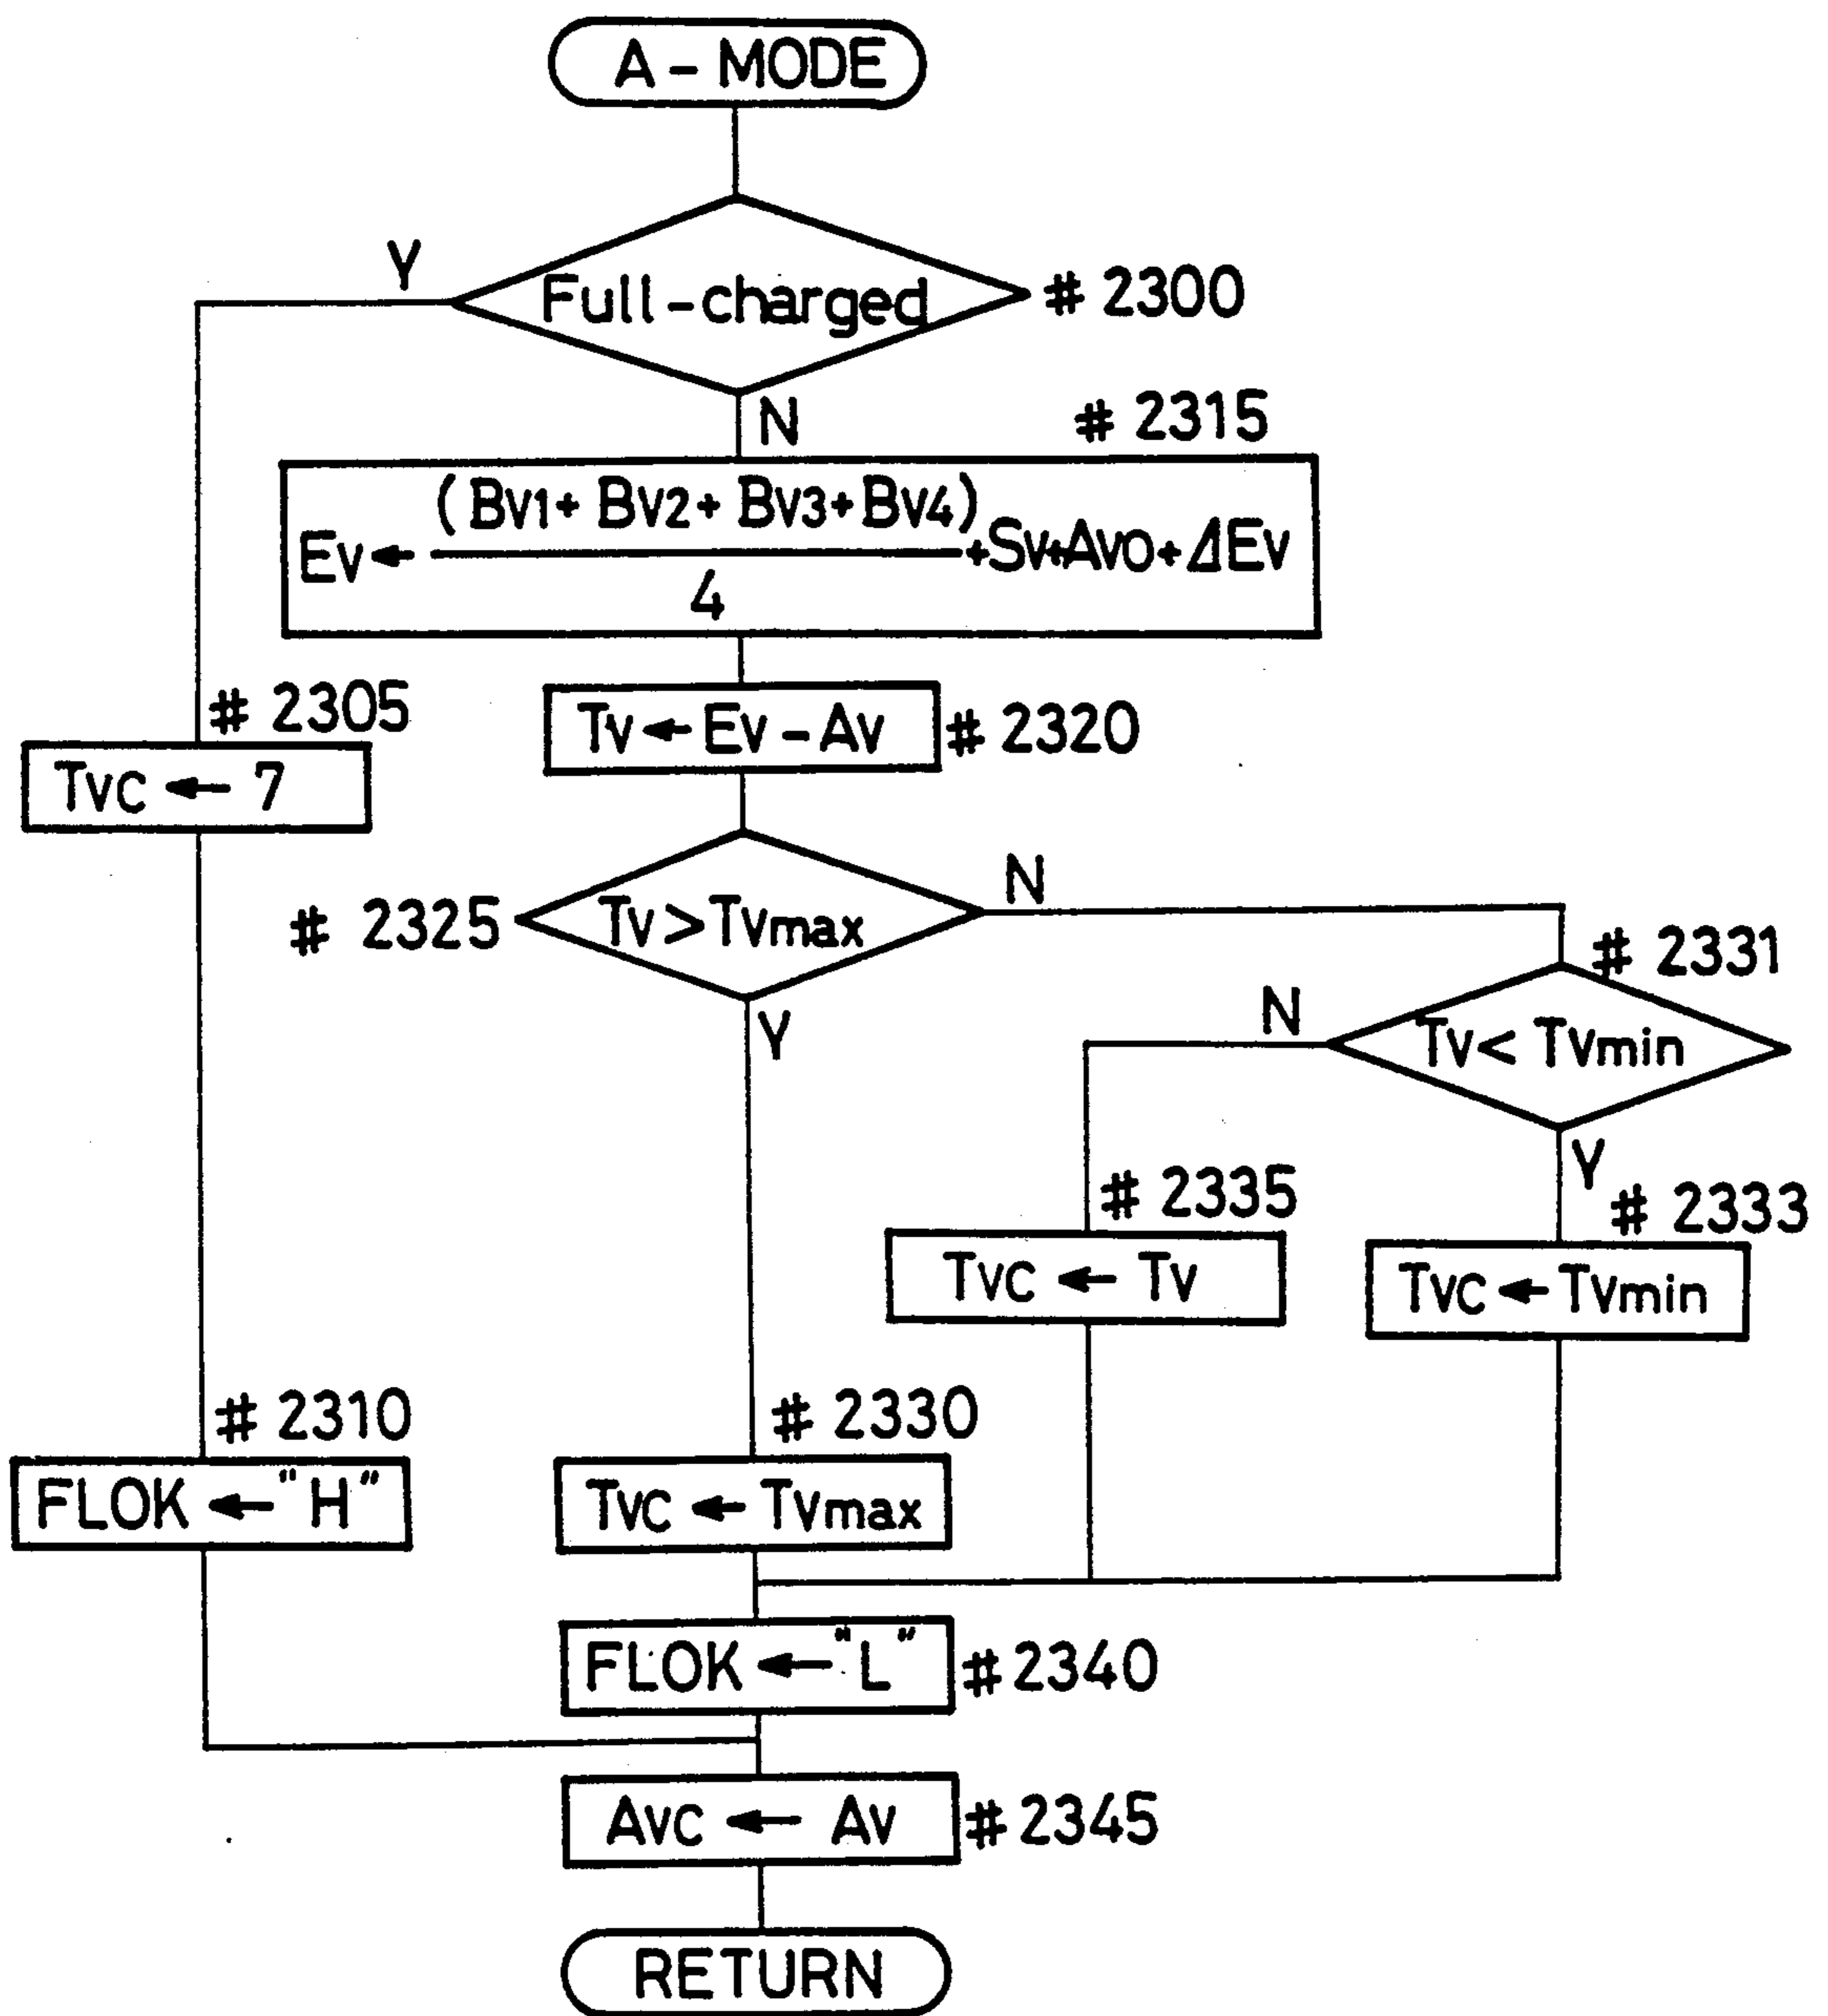 A - MODE
Y
Full-charged
# 2300
N
# 2315
Ev ← (Bv1 + Bv2 + Bv3 + Bv4) / 4 + Sv + Avo + ΔEv
# 2305
Tvc ← 7
Tv ← Ev - Av
# 2320
# 2325
Tv > Tvmax
N
Y
# 2331
Tv < Tvmin
N
Y
# 2335
Tvc ← Tv
# 2333
Tvc ← Tvmin
# 2310
FLOK ← "H"
# 2330
Tvc ← Tvmax
FLOK ← "L"
# 2340
Avc ← Av
# 2345
RETURN